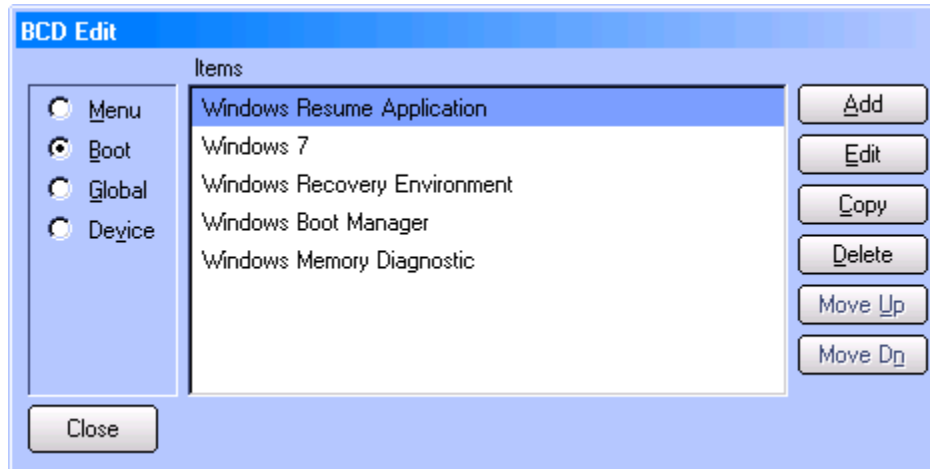 BCD Edit
Items
Menu
Boot
Global
Device
Windows Resume Application
Windows 7
Windows Recovery Environment
Windows Boot Manager
Windows Memory Diagnostic
Add
Edit
Copy
Delete
Move Up
Move Dn
Close